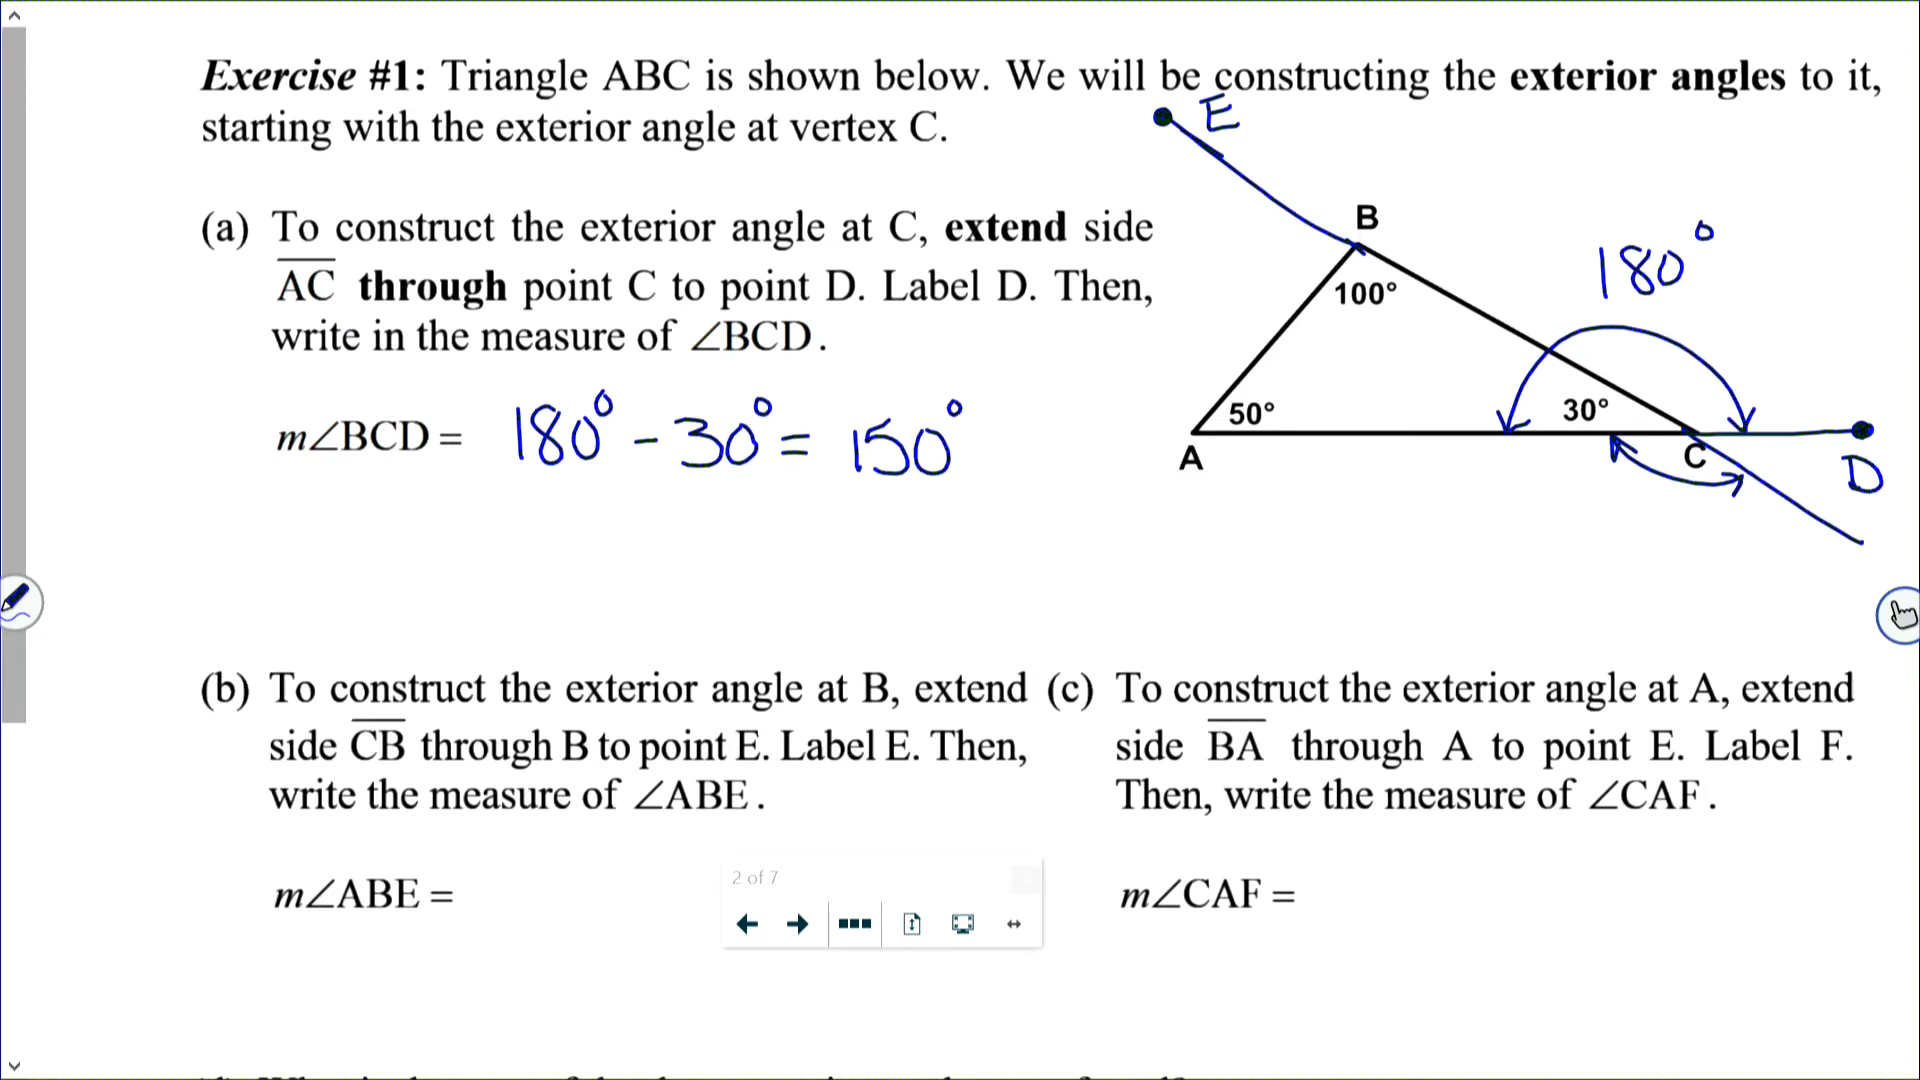 Exercise #1: Triangle ABC is shown below. We will be constructing the exterior angles to it,
starting with the exterior angle at vertex C.
E
(a) To construct the exterior angle at C, extend side
AC through point C to point D. Label D. Then,
write in the measure of ∠BCD.
m∠BCD = 180° - 30° = 150°
B
180°
100°
50°
30°
A
C
D
(b) To construct the exterior angle at B, extend
side CB through B to point E. Label E. Then,
write the measure of ∠ABE.
m∠ABE =
(c) To construct the exterior angle at A, extend
side BA through A to point E. Label F.
Then, write the measure of ∠CAF.
m∠CAF =
2 of 7